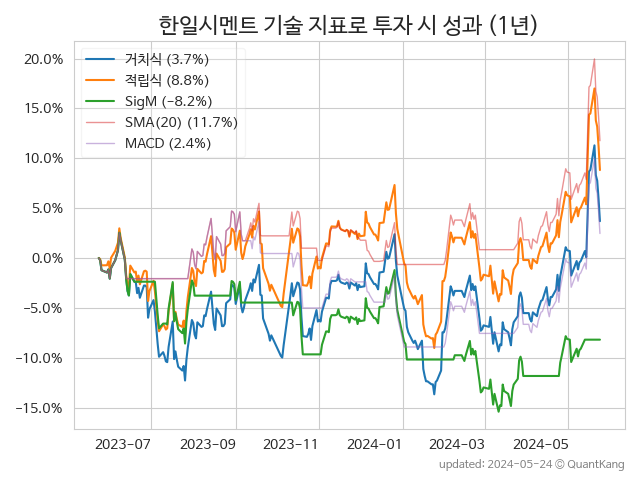 한일시멘트 기술 지표로 투자 시 성과 (1년)
거치식 (3.7%)
적립식 (8.8%)
SigM (−8.2%)
SMA(20) (11.7%)
MACD (2.4%)
20.0%
15.0%
10.0%
5.0%
0.0%
−5.0%
−10.0%
−15.0%
2023-07
2023-09
2023-11
2024-01
2024-03
2024-05
updated: 2024-05-24 © QuantKang